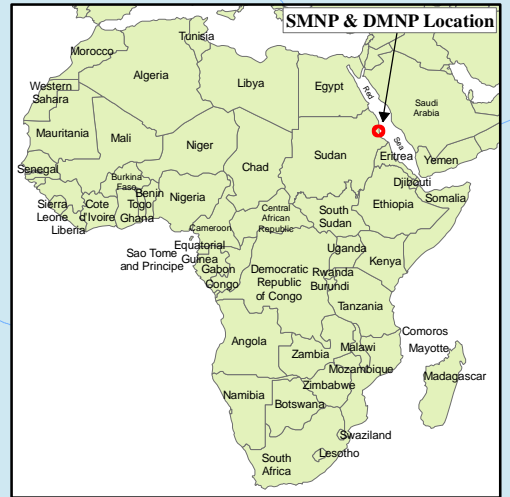 SMNP & DMNP Location
Tunisia
Morocco
Algeria
Libya
Egypt
Red
Sea
Saudi
Arabia
Western
Sahara
Mauritania
Mali
Niger
Chad
Sudan
Eritrea
Yemen
Senegal
Burkina
Faso
Benin
Togo
Ghana
Nigeria
Djibouti
Somalia
Ethiopia
Sierra
Leone
Cote
d'Ivoire
Liberia
Cameroon
Central
African
Republic
South
Sudan
Sao Tome
and Principe
Equatorial
Guinea
Gabon
Congo
Democratic
Republic
of Congo
Uganda
Kenya
Rwanda
Burundi
Tanzania
Comoros
Mayotte
Angola
Zambia
Malawi
Mozambique
Zimbabwe
Madagascar
Namibia
Botswana
Swaziland
Lesotho
South
Africa